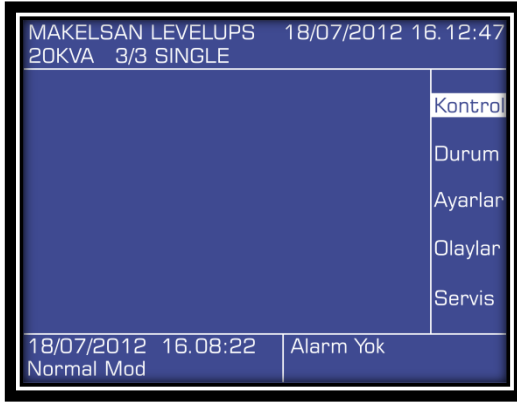 MAKELSAN LEVELUPS 18/07/2012 16.12:47
20KVA 3/3 SINGLE
Kontrol
Durum
Ayarlar
Olaylar
Servis
18/07/2012 16.08:22 Alarm Yok
Normal Mod